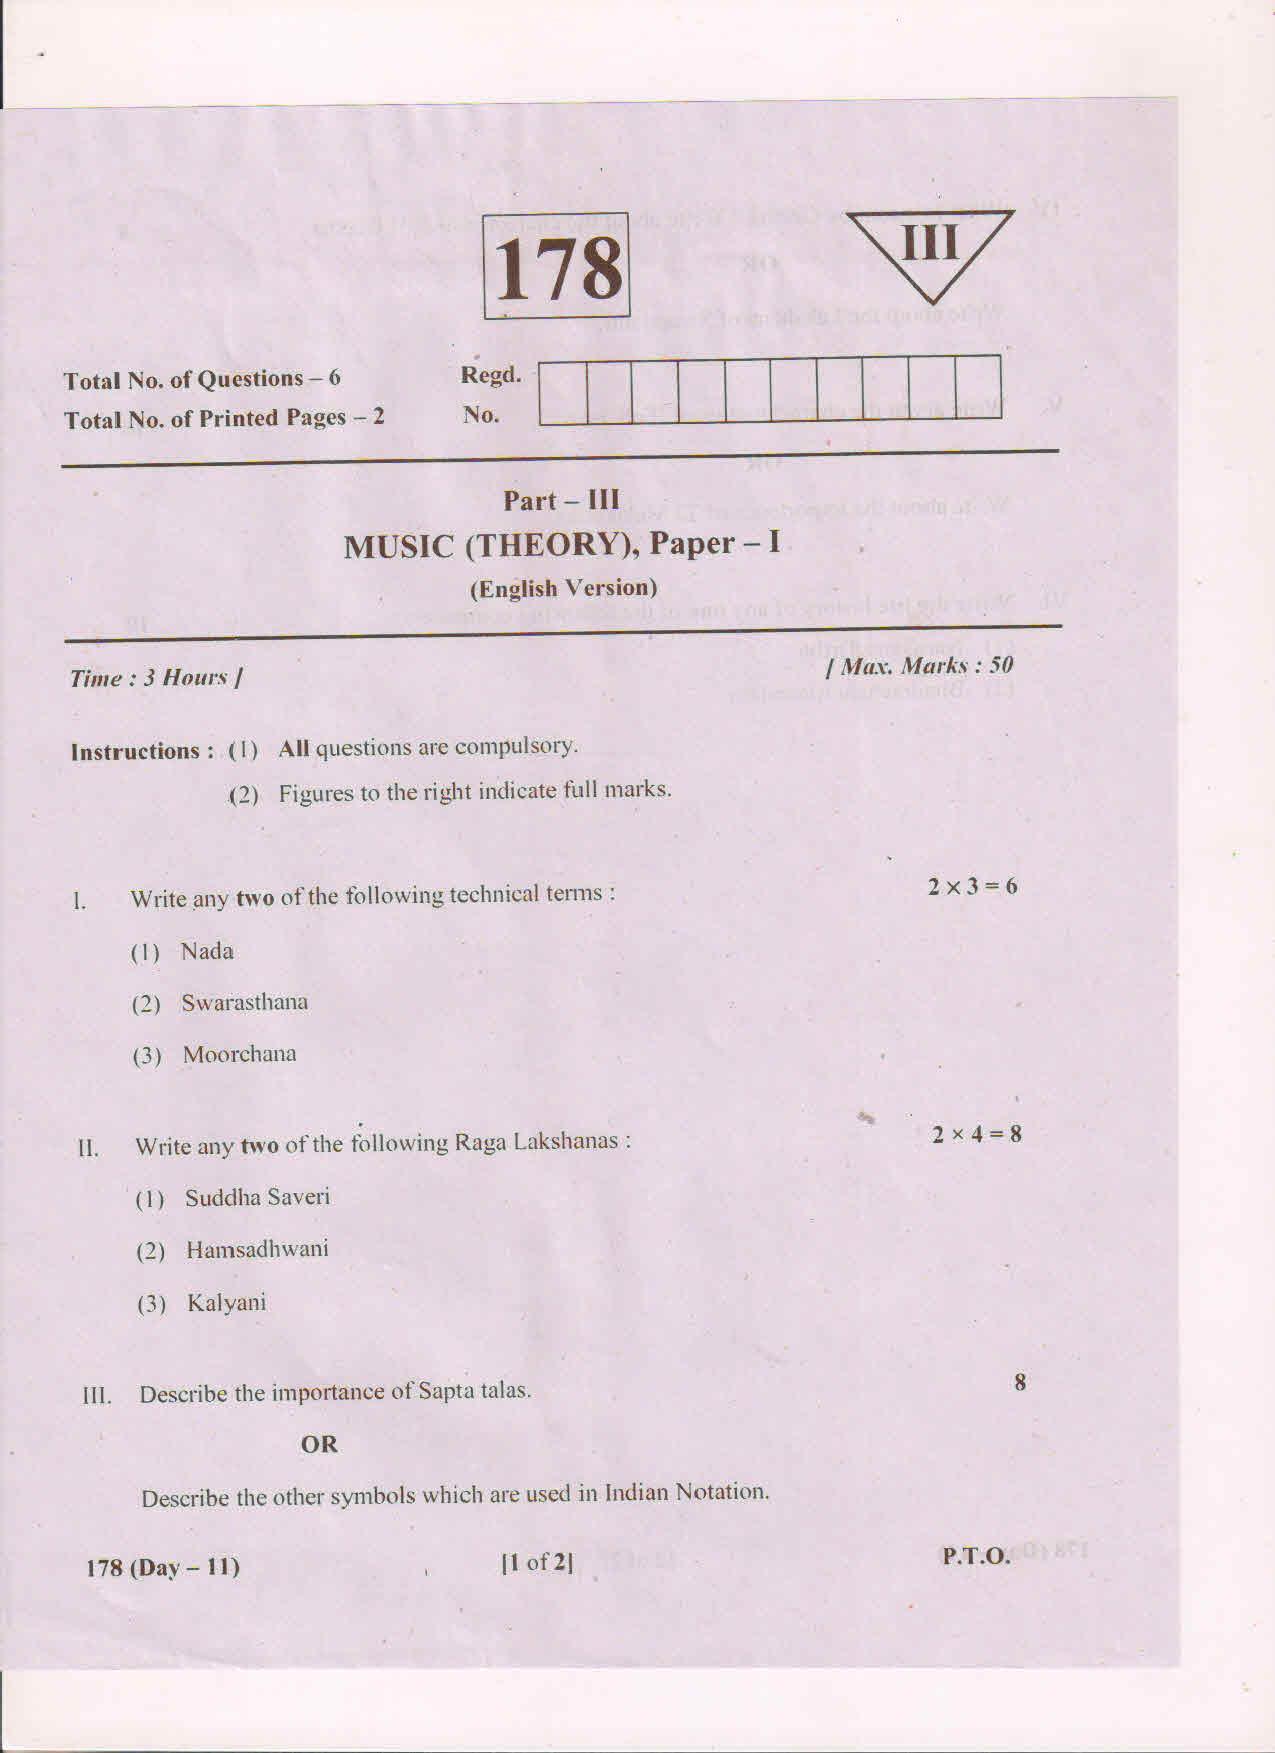 178
III
Total No. of Questions – 6
Regd.
Total No. of Printed Pages – 2
No.
Part – III
MUSIC (THEORY), Paper – I
(English Version)
Time : 3 Hours ]
[ Max. Marks : 50
Instructions : (1) All questions are compulsory.
(2) Figures to the right indicate full marks.
I. Write any two of the following technical terms : 2 × 3 = 6
(1) Nada
(2) Swarasthana
(3) Moorchana
II. Write any two of the following Raga Lakshanas : 2 × 4 = 8
(1) Suddha Saveri
(2) Hamsadhwani
(3) Kalyani
III. Describe the importance of Sapta talas. 8
OR
Describe the other symbols which are used in Indian Notation.
178 (Day – 11) [1 of 2] P.T.O.